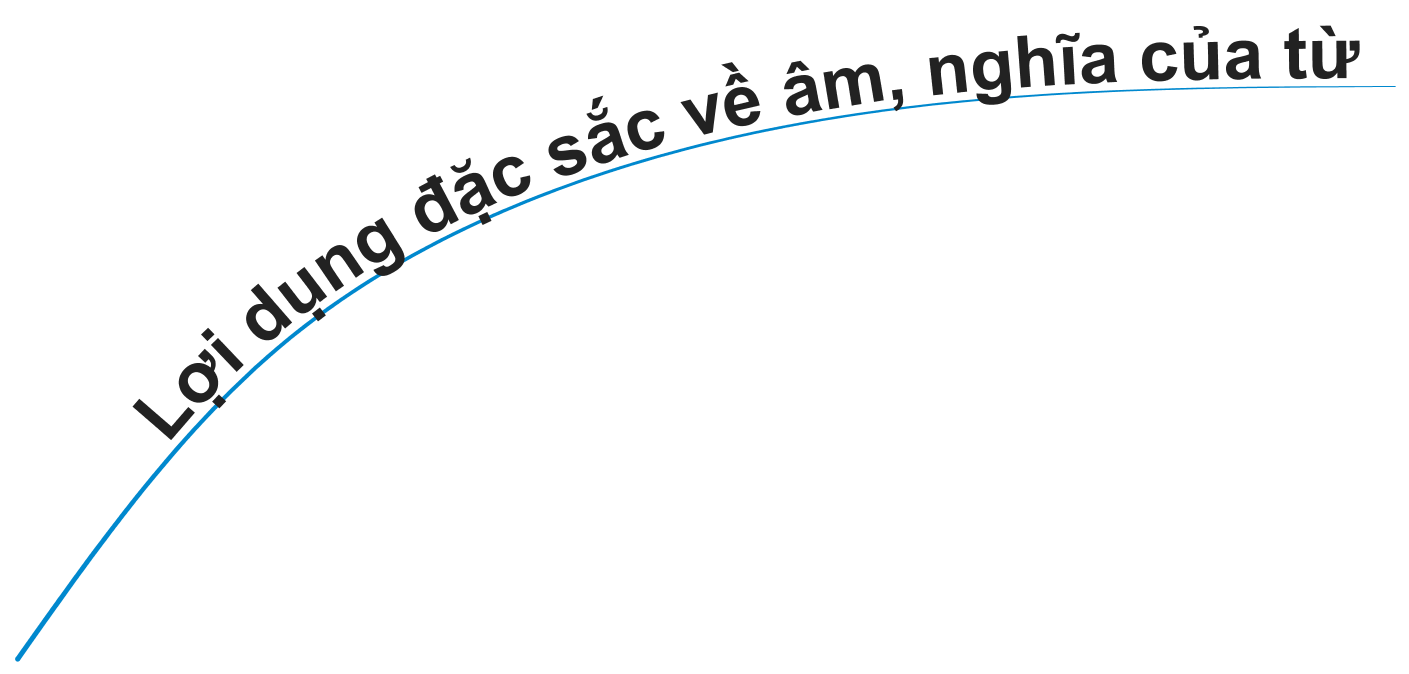 Lợi dụng đặc sắc về âm, nghĩa của từ